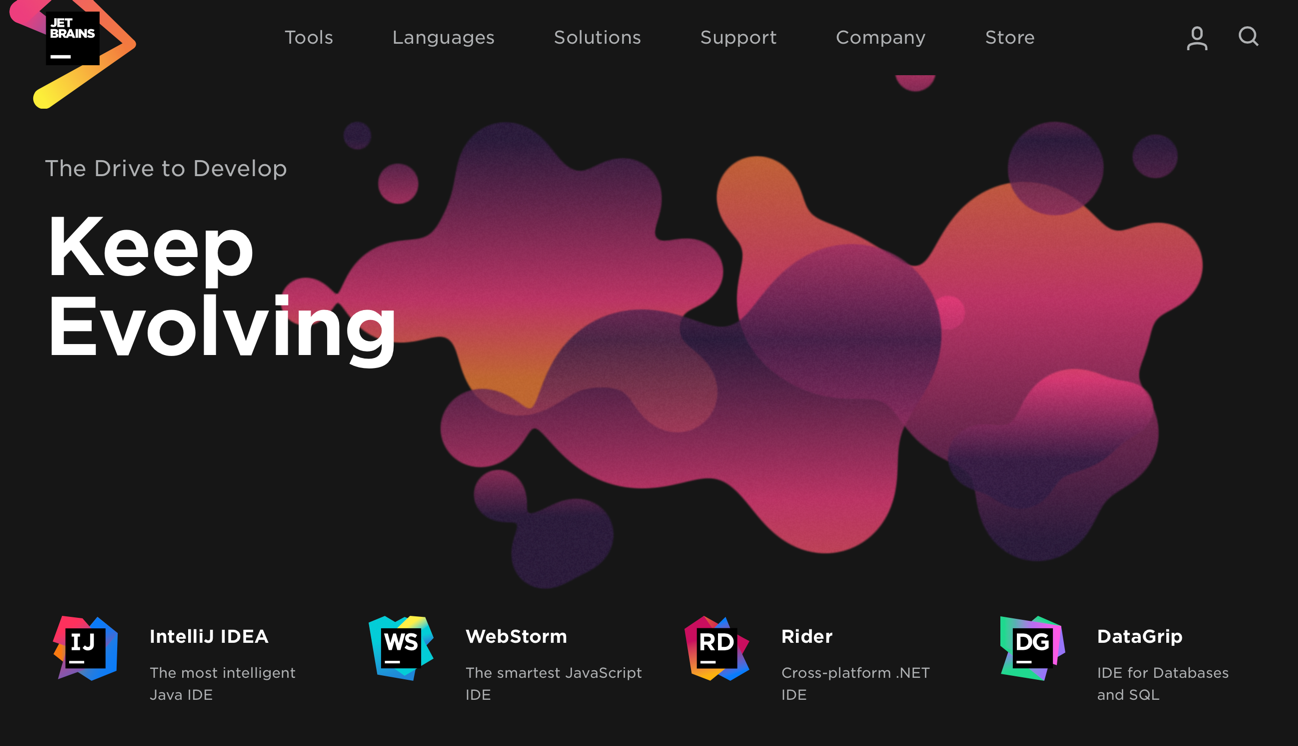 JET
BRAINS
Tools
Languages
Solutions
Support
Company
Store
The Drive to Develop
Keep
Evolving
IJ
IntelliJ IDEA
The most intelligent
Java IDE
WS
WebStorm
The smartest JavaScript
IDE
RD
Rider
Cross-platform .NET
IDE
DG
DataGrip
IDE for Databases
and SQL